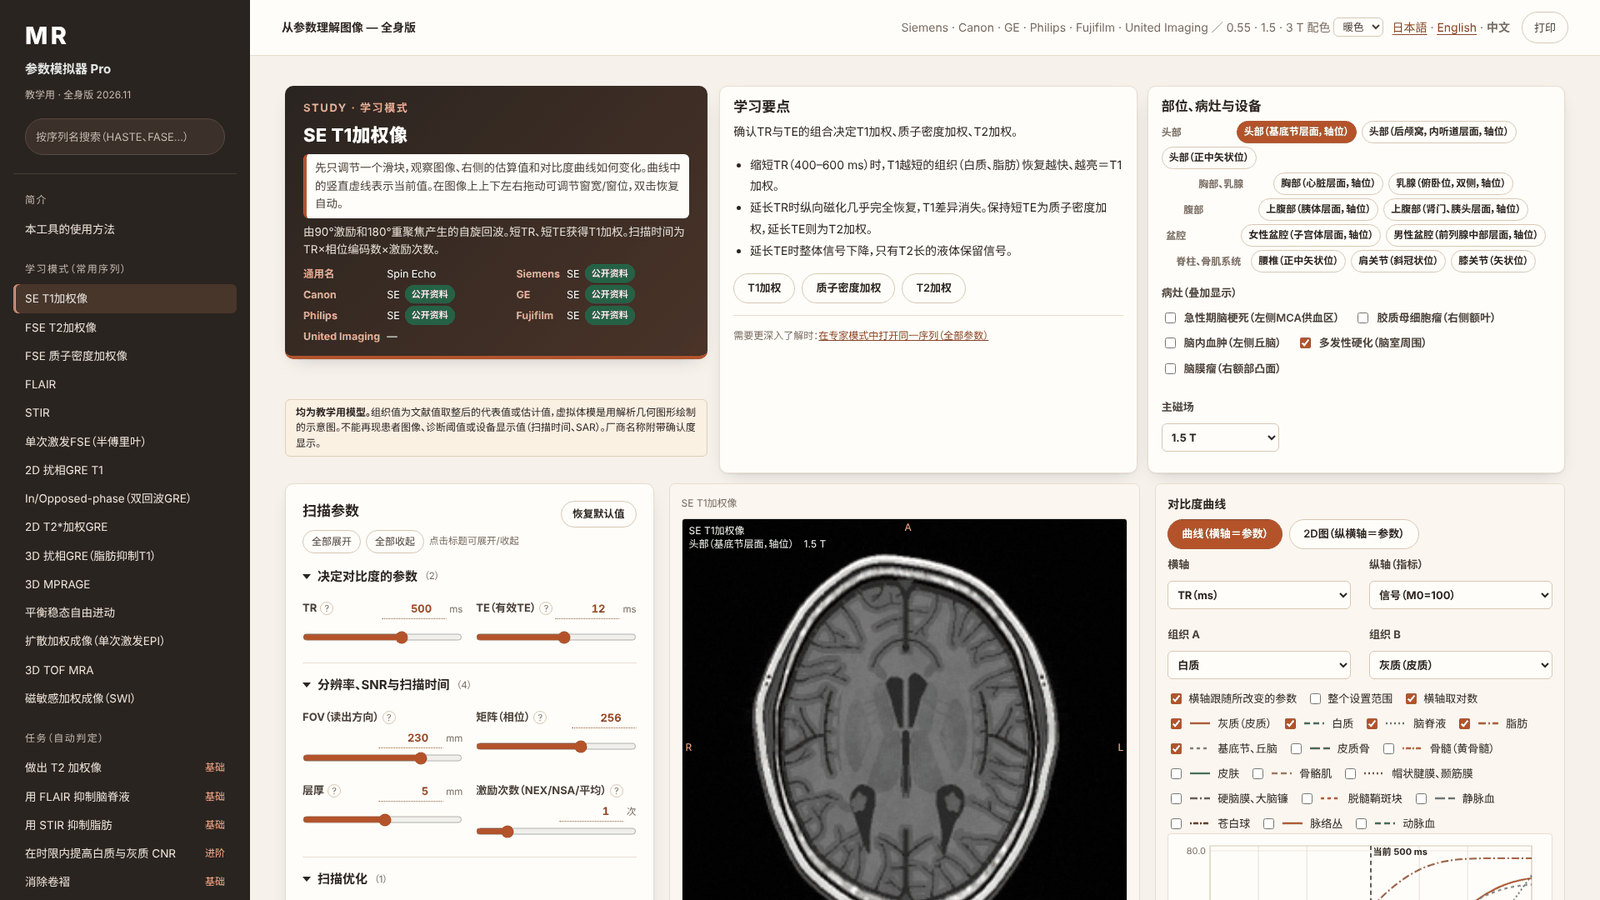 MR
参数模拟器 Pro
教学用 · 全身版 2026.11
按序列名搜索（HASTE、FASE…）
简介
本工具的使用方法
学习模式（常用序列）
SE T1加权像
FSE T2加权像
FSE 质子密度加权像
FLAIR
STIR
单次激发FSE（半傅里叶）
2D 扰相GRE T1
In/Opposed-phase（双回波GRE）
2D T2*加权GRE
3D 扰相GRE（脂肪抑制T1）
3D MPRAGE
平衡稳态自由进动
扩散加权成像（单次激发EPI）
3D TOF MRA
磁敏感加权成像（SWI）
任务（自动判定）
做出 T2 加权像 基础
用 FLAIR 抑制脑脊液 基础
用 STIR 抑制脂肪 基础
在时限内提高白质与灰质 CNR 进阶
消除卷褶 基础
从参数理解图像 — 全身版
Siemens · Canon · GE · Philips · Fujifilm · United Imaging ／ 0.55 · 1.5 · 3 T 配色 暖色 日本語 · English · 中文 打印
STUDY · 学习模式
SE T1加权像
先只调节一个滑块，观察图像、右侧的估算值和对比度曲线如何变化。曲线中
的竖直虚线表示当前值。在图像上上下左右拖动可调节窗宽/窗位，双击恢复
自动。
由90°激励和180°重聚焦产生的自旋回波。短TR、短TE获得T1加权。扫描时间为
TR×相位编码数×激励次数。
通用名 Spin Echo Siemens SE 公开资料
Canon SE 公开资料 GE SE 公开资料
Philips SE 公开资料 Fujifilm SE 公开资料
United Imaging —
均为教学用模型。组织值为文献值取整后的代表值或估计值，虚拟体模是用解析几何图形绘制
的示意图。不能再现患者图像、诊断阈值或设备显示值（扫描时间、SAR）。厂商名称附带确认度
显示。
学习要点
确认TR与TE的组合决定T1加权、质子密度加权、T2加权。
• 缩短TR（400–600 ms）时，T1越短的组织（白质、脂肪）恢复越快、越亮＝T1
加权。
• 延长TR时纵向磁化几乎完全恢复，T1差异消失。保持短TE为质子密度加
权，延长TE则为T2加权。
• 延长TE时整体信号下降，只有T2长的液体保留信号。
T1加权 质子密度加权 T2加权
需要更深入了解时：在专家模式中打开同一序列（全部参数）
部位、病灶与设备
头部 头部（基底节层面，轴位） 头部（后颅窝，内听道层面，轴位）
头部（正中矢状位）
胸部、乳腺 胸部（心脏层面，轴位） 乳腺（俯卧位，双侧，轴位）
腹部 上腹部（胰体层面，轴位） 上腹部（肾门、胰头层面，轴位）
盆腔 女性盆腔（子宫体层面，轴位） 男性盆腔（前列腺中部层面，轴位）
脊柱、骨肌系统 腰椎（正中矢状位） 肩关节（斜冠状位） 膝关节（矢状位）
病灶（叠加显示）
急性期脑梗死（左侧MCA供血区） 胶质母细胞瘤（右侧额叶）
脑内血肿（左侧丘脑） 多发性硬化（脑室周围）
脑膜瘤（右额部凸面）
主磁场
1.5 T
扫描参数 恢复默认值
全部展开 全部收起 点击标题可展开/收起
决定对比度的参数 (2)
TR ? 500 ms TE（有效TE） ? 12 ms
分辨率、SNR与扫描时间 (4)
FOV（读出方向） ? 矩阵（相位） ? 256
230 mm
层厚 ? 5 mm 激励次数（NEX/NSA/平均） ?
1 次
扫描优化 (1)
SE T1加权像
SE T1加权像
头部（基底节层面，轴位） 1.5 T
A
R L
对比度曲线
曲线（横轴＝参数） 2D图（纵横轴＝参数）
横轴 纵轴（指标）
TR（ms） 信号（M0=100）
组织 A 组织 B
白质 灰质（皮质）
横轴跟随所改变的参数 整个设置范围 横轴取对数
灰质（皮质） 白质 脑脊液 脂肪
基底节、丘脑 皮质骨 骨髓（黄骨髓）
皮肤 骨骼肌 帽状腱膜、颞筋膜
硬脑膜、大脑镰 脱髓鞘斑块 静脉血
苍白球 脉络丛 动脉血
80.0 当前 500 ms